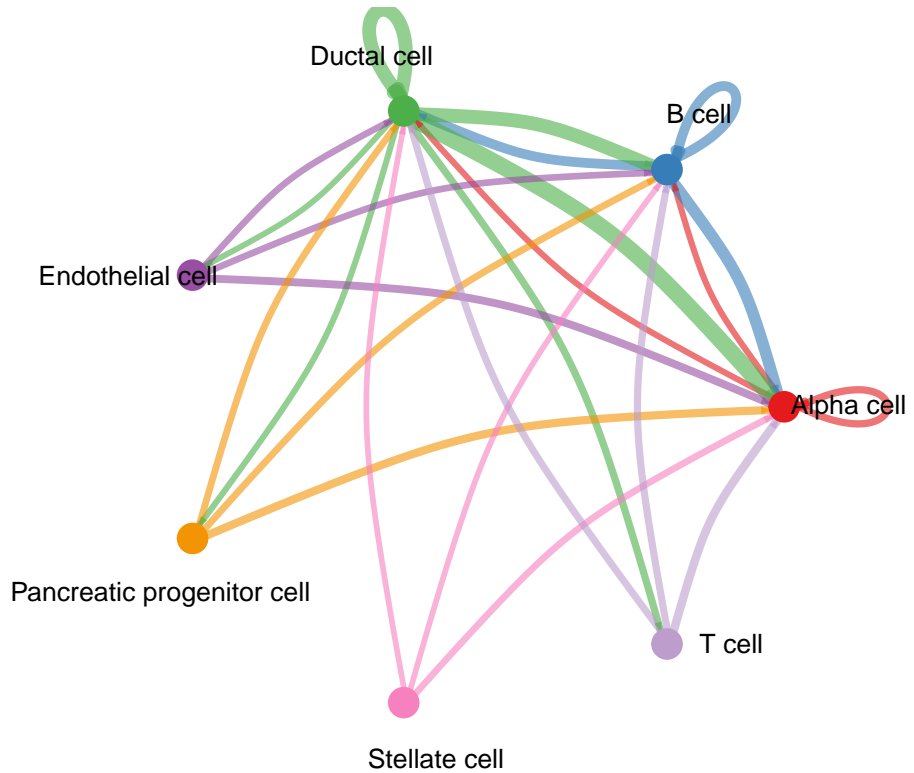 Ductal cell
B cell
Endothelial cell
Alpha cell
Pancreatic progenitor cell
T cell
Stellate cell